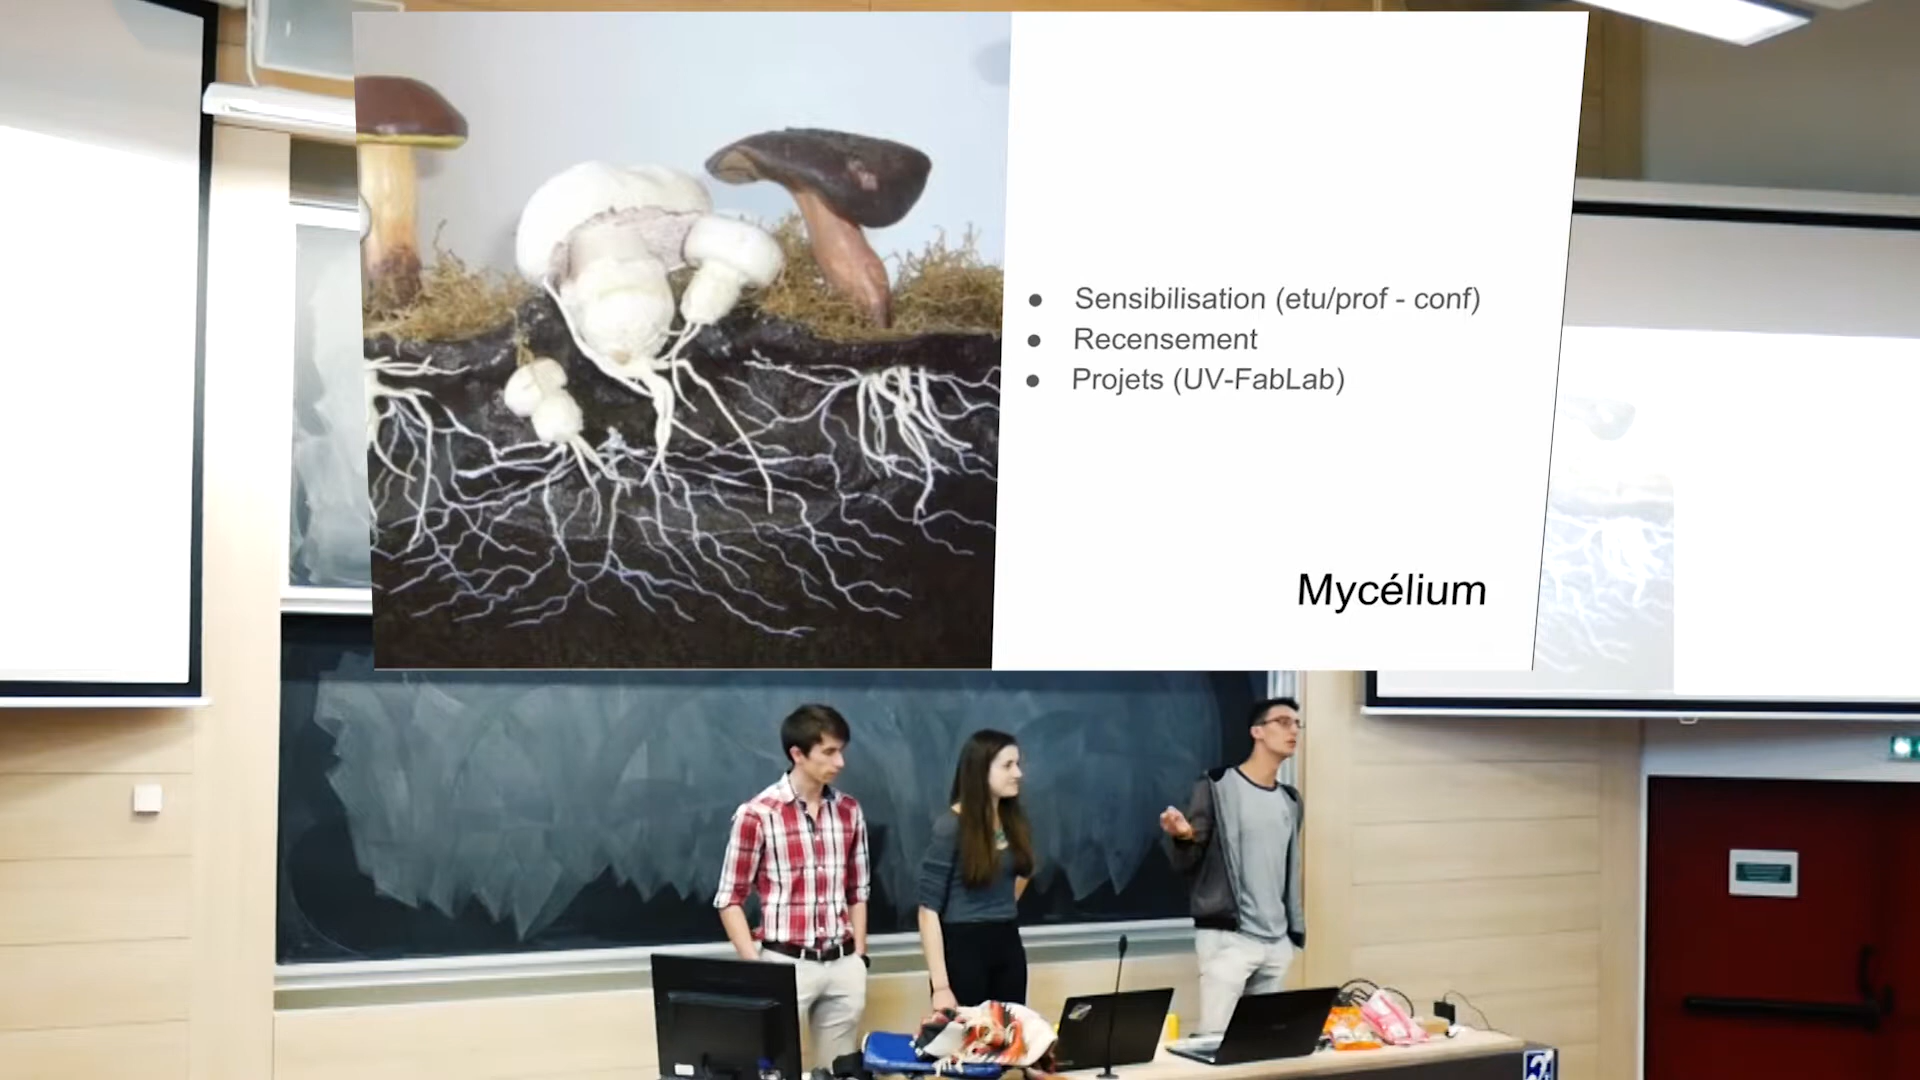 Sensibilisation (etu/prof - conf)
Recensement
Projets (UV-FabLab)
Mycélium